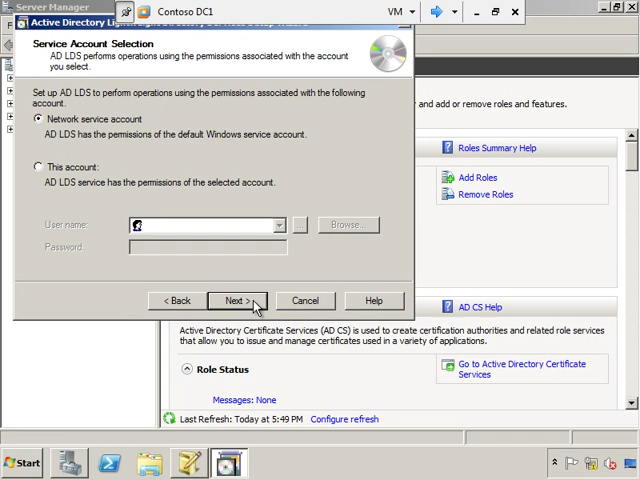 Server Manager
Contoso DC1
VM
Service Account Selection
AD LDS performs operations using the permissions associated with the account
you select.
Set up AD LDS to perform operations using the permissions associated with the following
account.
Network service account
AD LDS has the permissions of the default Windows service account.
This account:
AD LDS service has the permissions of the selected account.
User name:
...
Browse...
Password:
< Back
Next >
Cancel
Help
and add or remove roles and features.
Roles Summary Help
Add Roles
Remove Roles
AD CS Help
Active Directory Certificate Services (AD CS) is used to create certification authorities and related role services
that allow you to issue and manage certificates used in a variety of applications.
Role Status
Go to Active Directory Certificate
Services
Messages: None
Last Refresh: Today at 5:49 PM
Configure refresh
Start